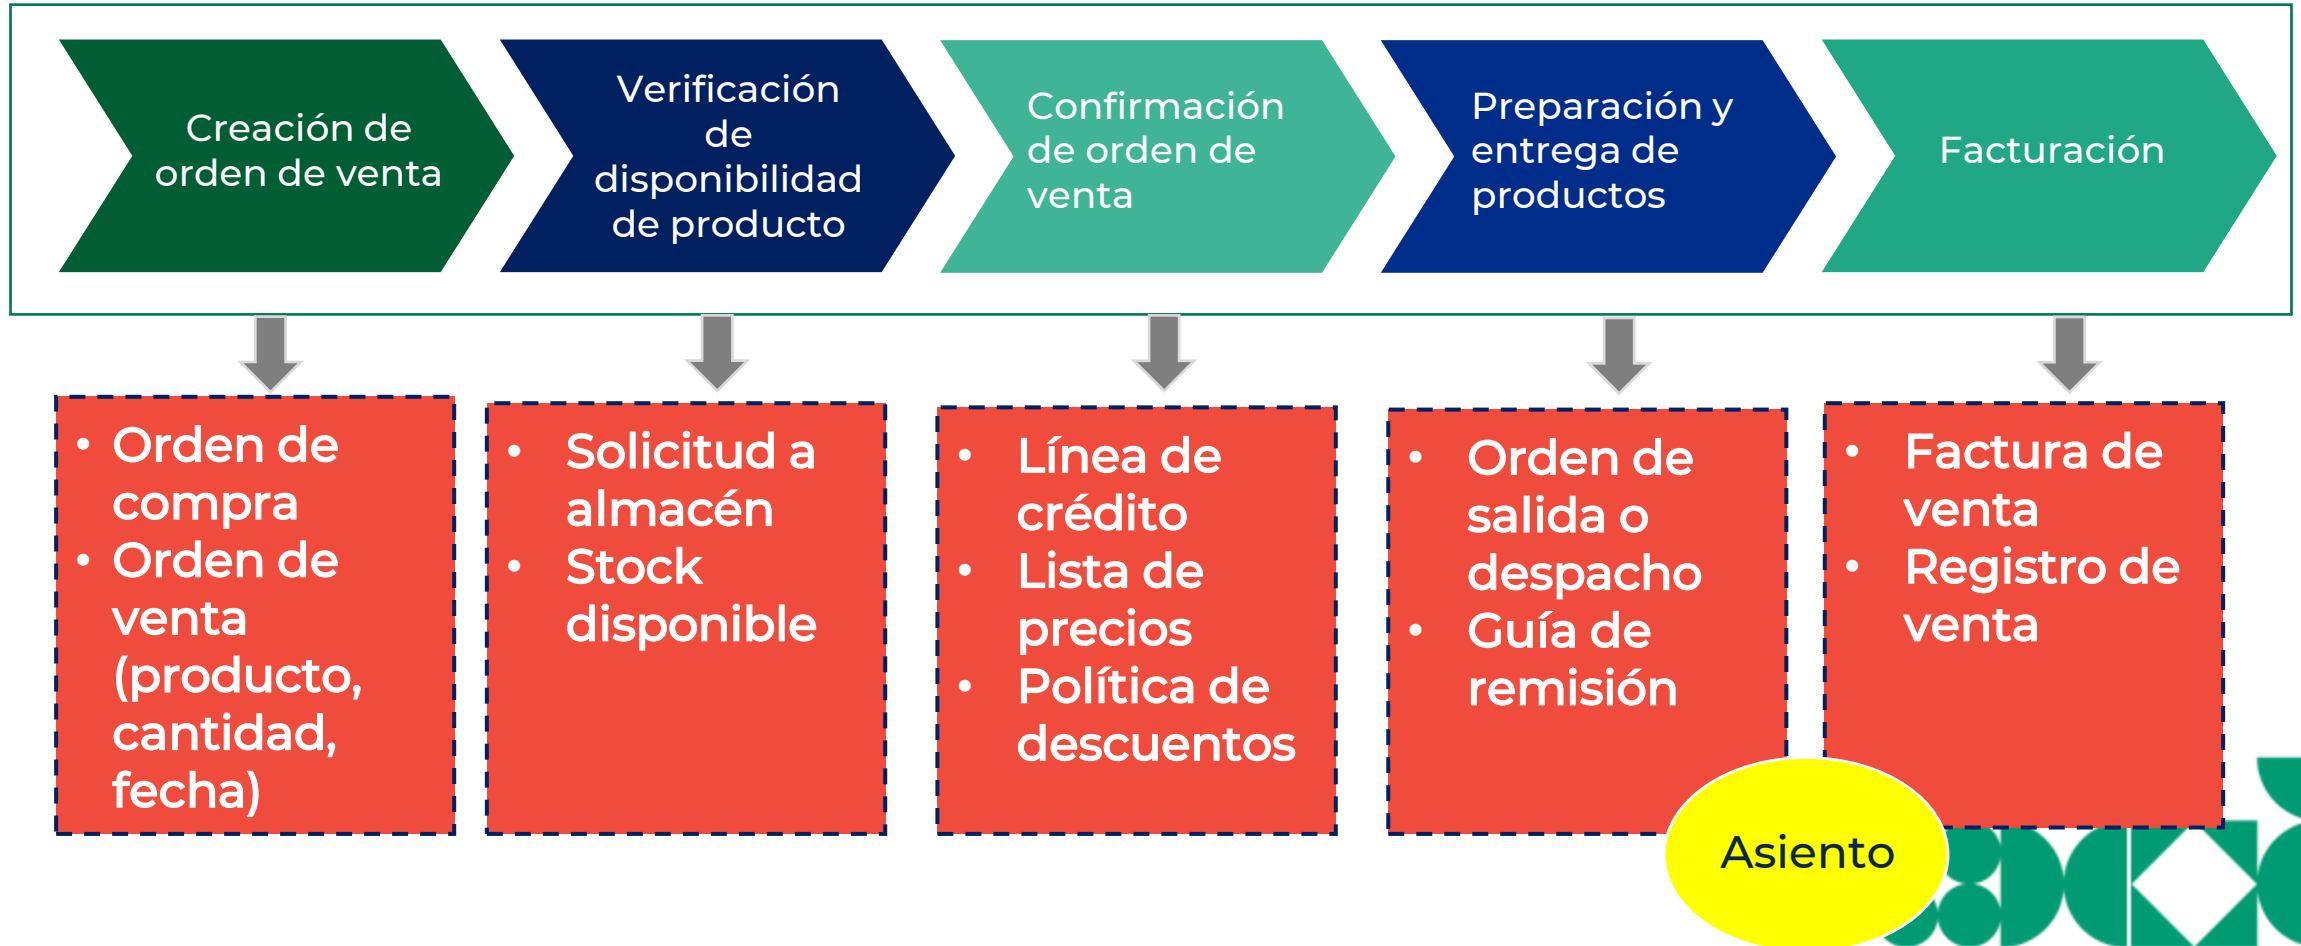 Creación de
orden de venta
Verificación
de
disponibilidad
de producto
Confirmación
de orden de
venta
Preparación y
entrega de
productos
Facturación
• Orden de
compra
• Orden de
venta
(producto,
cantidad,
fecha)
• Solicitud a
almacén
• Stock
disponible
• Línea de
crédito
• Lista de
precios
• Política de
descuentos
• Orden de
salida o
despacho
• Guía de
remisión
• Factura de
venta
• Registro de
venta
Asiento